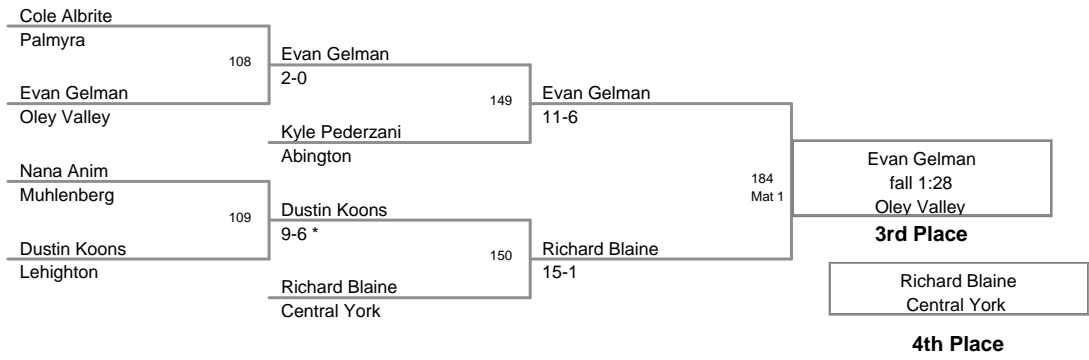 Cole Albrite
Palmyra
108
Evan Gelman
Oley Valley
Evan Gelman
2-0
149
Kyle Pederzani
Abington
Evan Gelman
11-6
Nana Anim
Muhlenberg
109
Dustin Koons
Lehighton
Dustin Koons
9-6 *
150
Richard Blaine
Central York
Richard Blaine
15-1
184
Mat 1
Evan Gelman
fall 1:28
Oley Valley
3rd Place
Richard Blaine
Central York
4th Place